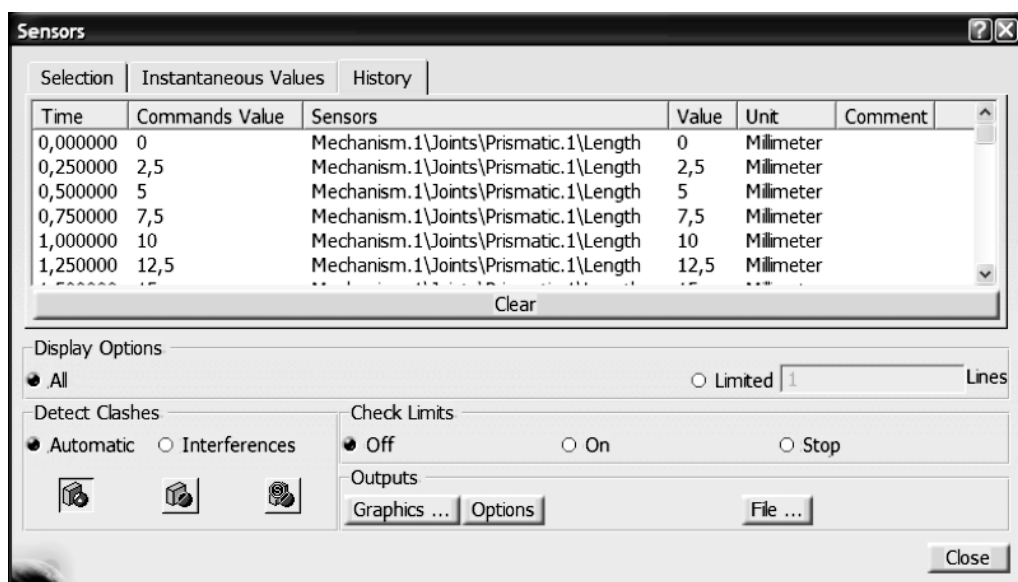 Sensors
Selection Instantaneous Values History
Time Commands Value Sensors Value Unit Comment
0,000000 0 Mechanism.1\Joints\Prismatic.1\Length 0 Millimeter
0,250000 2,5 Mechanism.1\Joints\Prismatic.1\Length 2,5 Millimeter
0,500000 5 Mechanism.1\Joints\Prismatic.1\Length 5 Millimeter
0,750000 7,5 Mechanism.1\Joints\Prismatic.1\Length 7,5 Millimeter
1,000000 10 Mechanism.1\Joints\Prismatic.1\Length 10 Millimeter
1,250000 12,5 Mechanism.1\Joints\Prismatic.1\Length 12,5 Millimeter
Clear
Display Options
All Limited 1 Lines
Detect Clashes Check Limits
Automatic Interferences Off On Stop
Outputs
Graphics ... Options File ...
Close